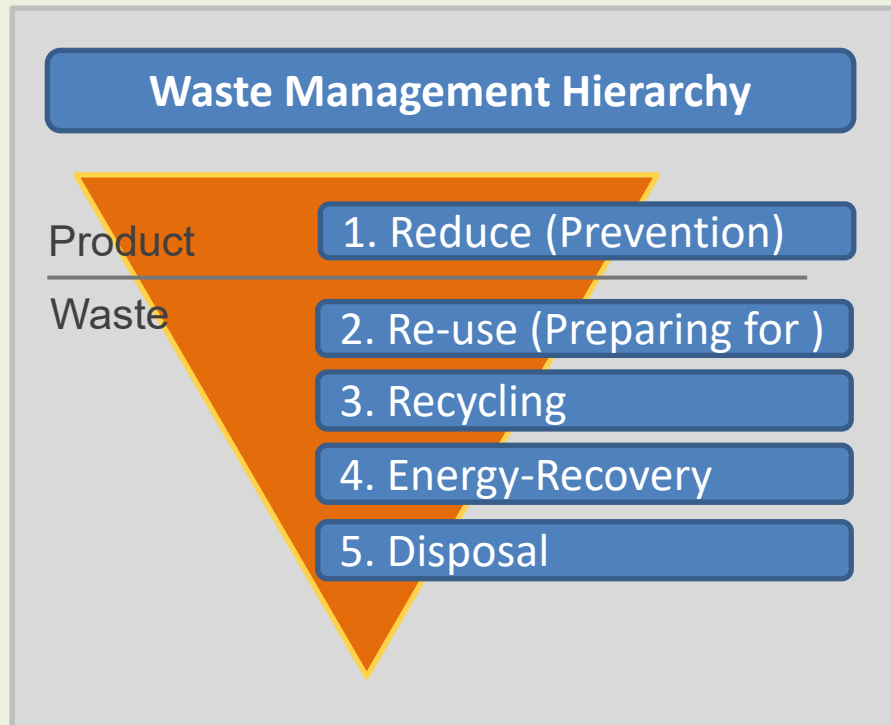 Waste Management Hierarchy
Product
1. Reduce (Prevention)
Waste
2. Re-use (Preparing for )
3. Recycling
4. Energy-Recovery
5. Disposal